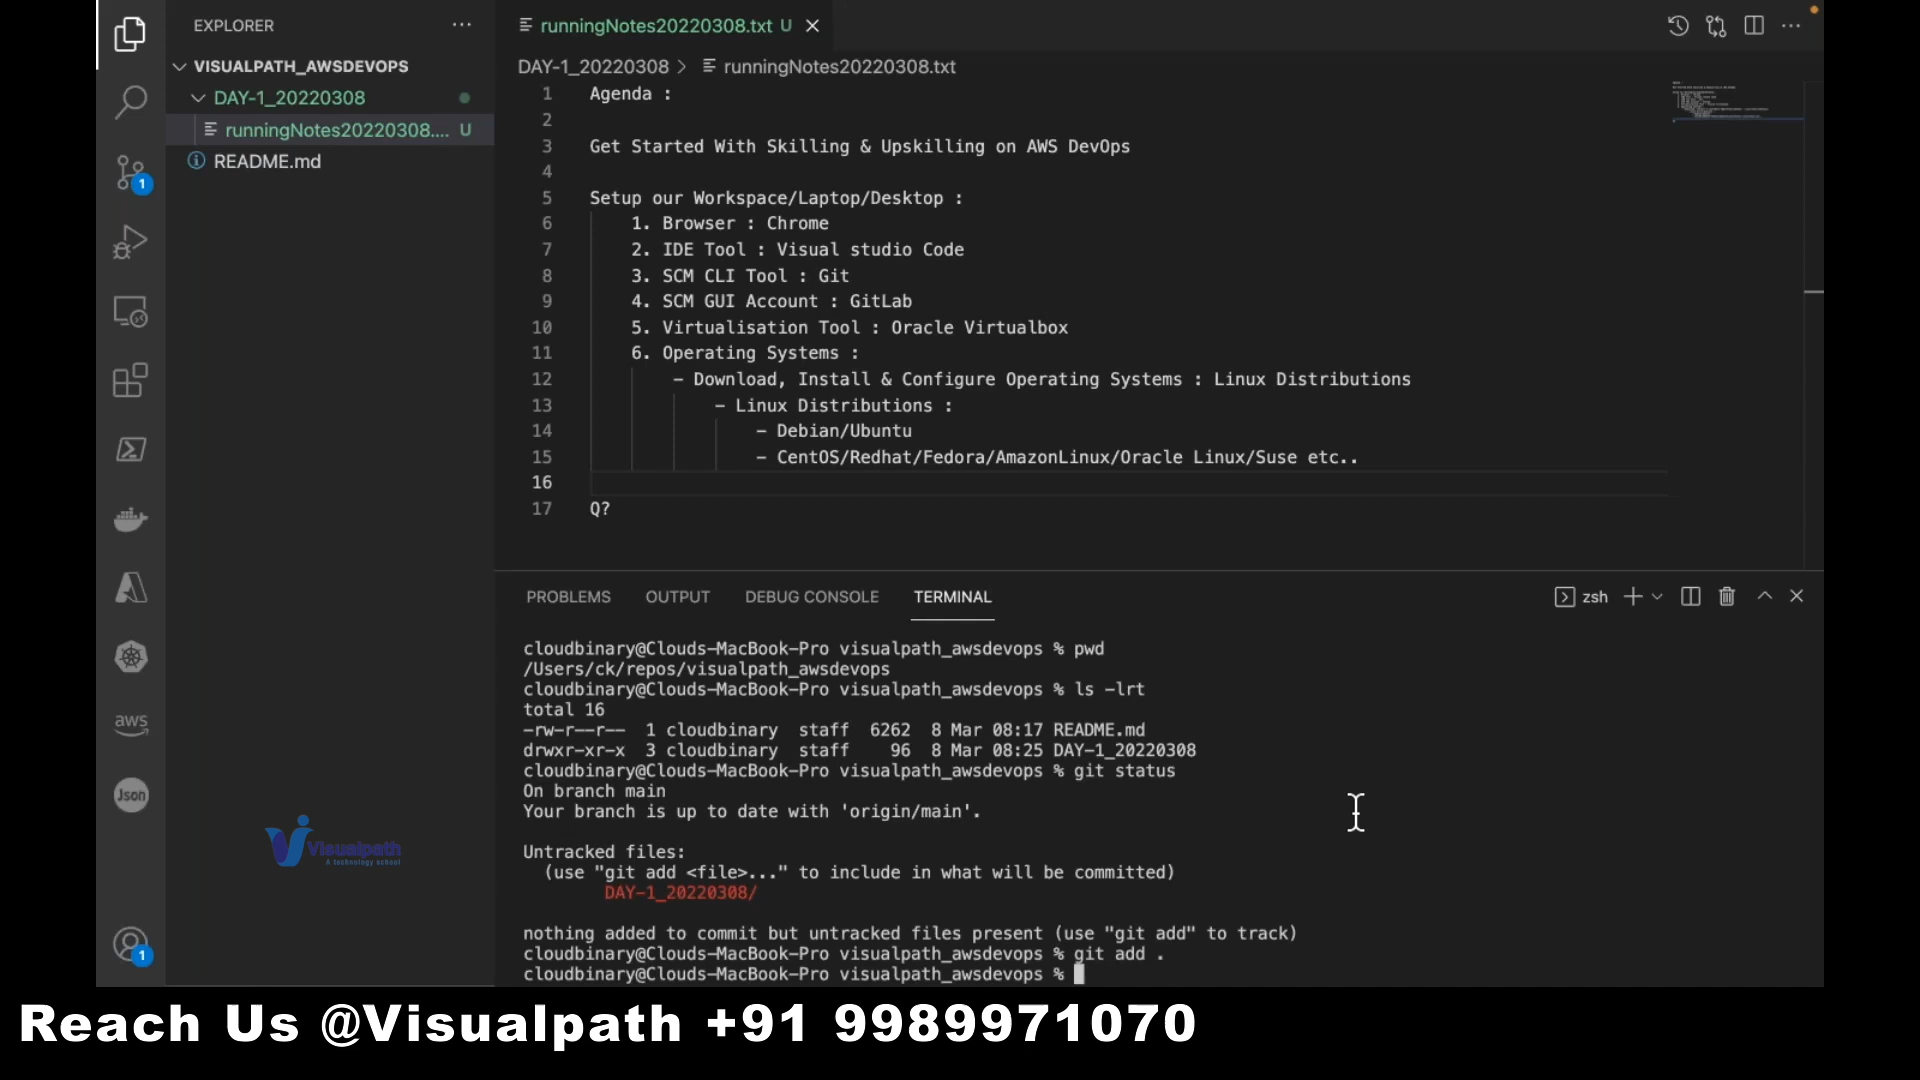 EXPLORER
VISUALPATH_AWSDEVOPS
DAY-1_20220308
runningNotes20220308.... U
README.md
1
1
aws
Json
Visualpath
A technology school
runningNotes20220308.txt U
DAY-1_20220308 > runningNotes20220308.txt
1 Agenda :
2
3 Get Started With Skilling & Upskilling on AWS DevOps
4
5 Setup our Workspace/Laptop/Desktop :
6 1. Browser : Chrome
7 2. IDE Tool : Visual studio Code
8 3. SCM CLI Tool : Git
9 4. SCM GUI Account : GitLab
10 5. Virtualisation Tool : Oracle Virtualbox
11 6. Operating Systems :
12 - Download, Install & Configure Operating Systems : Linux Distributions
13 - Linux Distributions :
14 - Debian/Ubuntu
15 - CentOS/Redhat/Fedora/AmazonLinux/Oracle Linux/Suse etc..
16
17 Q?
PROBLEMS OUTPUT DEBUG CONSOLE TERMINAL zsh
cloudbinary@Clouds-MacBook-Pro visualpath_awsdevops % pwd
/Users/ck/repos/visualpath_awsdevops
cloudbinary@Clouds-MacBook-Pro visualpath_awsdevops % ls -lrt
total 16
-rw-r--r-- 1 cloudbinary staff 6262 8 Mar 08:17 README.md
drwxr-xr-x 3 cloudbinary staff 96 8 Mar 08:25 DAY-1_20220308
cloudbinary@Clouds-MacBook-Pro visualpath_awsdevops % git status
On branch main
Your branch is up to date with 'origin/main'.
Untracked files:
(use "git add <file>..." to include in what will be committed)
DAY-1_20220308/
nothing added to commit but untracked files present (use "git add" to track)
cloudbinary@Clouds-MacBook-Pro visualpath_awsdevops % git add .
cloudbinary@Clouds-MacBook-Pro visualpath_awsdevops %
Reach Us @Visualpath +91 9989971070